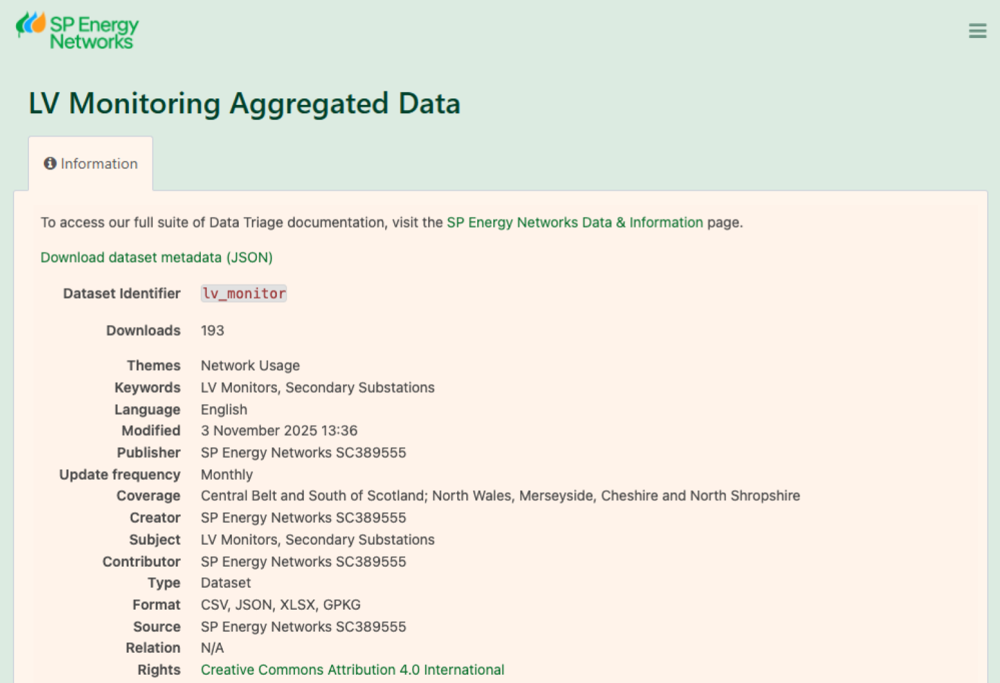 SP Energy
Networks
LV Monitoring Aggregated Data
Information
To access our full suite of Data Triage documentation, visit the SP Energy Networks Data & Information page.
Download dataset metadata (JSON)
Dataset Identifier lv_monitor
Downloads 193
Themes Network Usage
Keywords LV Monitors, Secondary Substations
Language English
Modified 3 November 2025 13:36
Publisher SP Energy Networks SC389555
Update frequency Monthly
Coverage Central Belt and South of Scotland; North Wales, Merseyside, Cheshire and North Shropshire
Creator SP Energy Networks SC389555
Subject LV Monitors, Secondary Substations
Contributor SP Energy Networks SC389555
Type Dataset
Format CSV, JSON, XLSX, GPKG
Source SP Energy Networks SC389555
Relation N/A
Rights Creative Commons Attribution 4.0 International